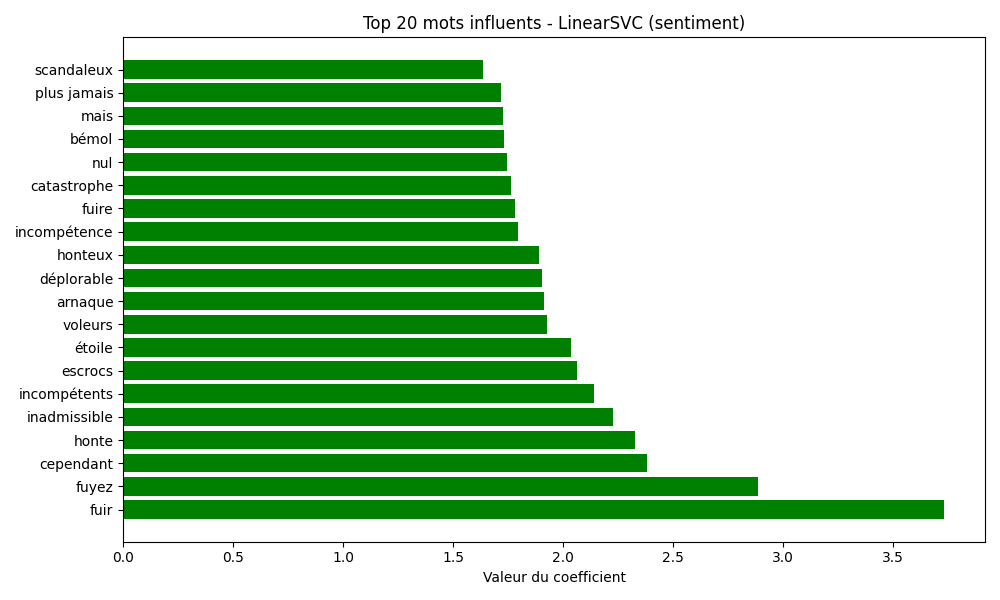 Top 20 mots influents - LinearSVC (sentiment)
scandaleux
plus jamais
mais
bémol
nul
catastrophe
fuire
incompétence
honteux
déplorable
arnaque
voleurs
étoile
escrocs
incompétents
inadmissible
honte
cependant
fuyez
fuir
0.0 0.5 1.0 1.5 2.0 2.5 3.0 3.5
Valeur du coefficient